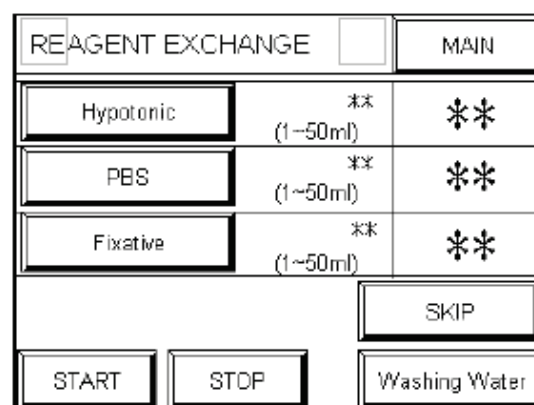 REAGENT EXCHANGE MAIN
Hypotonic ** **
(1~50ml)
PBS ** **
(1~50ml)
Fixative ** **
(1~50ml)
SKIP
START STOP Washing Water